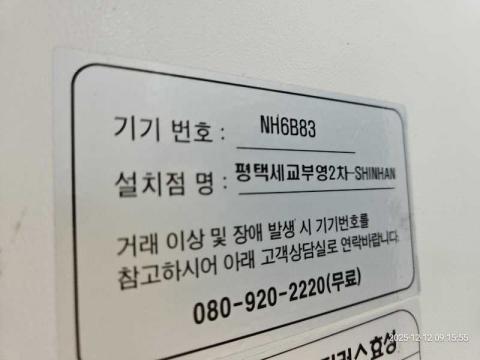 기기 번호 : NH6B83
설치점 명 : 평택세교부영2차-SHINHAN
거래 이상 및 장애 발생 시 기기번호를
참고하시어 아래 고객상담실로 연락바랍니다.
080-920-2220(무료)
2025-12-12 09:15:55